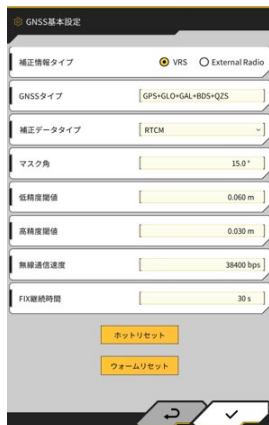 GNSS基本設定
補正情報タイプ VRS External Radio
GNSSタイプ GPS+GLO+GAL+BDS+QZS
補正データタイプ RTCM
マスク角 15.0 °
低精度閾値 0.060 m
高精度閾値 0.030 m
無線通信速度 38400 bps
FIX継続時間 30 s
ホットリセット
ウォームリセット